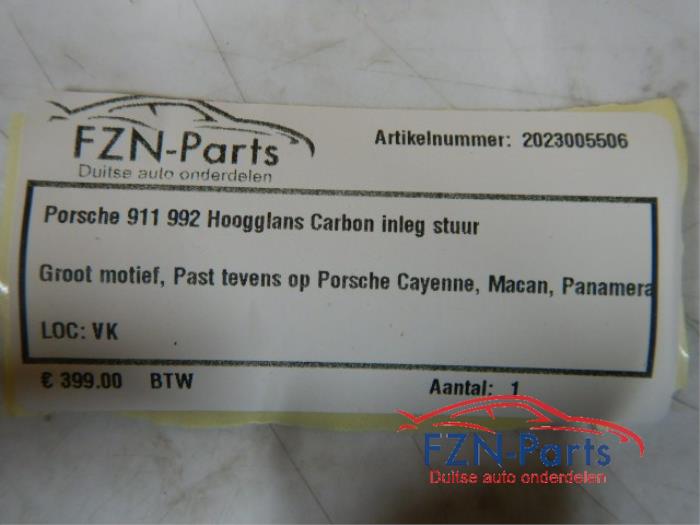 FZN-Parts
Duitse auto onderdelen
Artikelnummer: 2023005506
Porsche 911 992 Hoogglans Carbon inleg stuur
Groot motief, Past tevens op Porsche Cayenne, Macan, Panamera
LOC: VK
€ 399.00 BTW
Aantal: 1
FZN-Parts
Duitse auto onderdelen